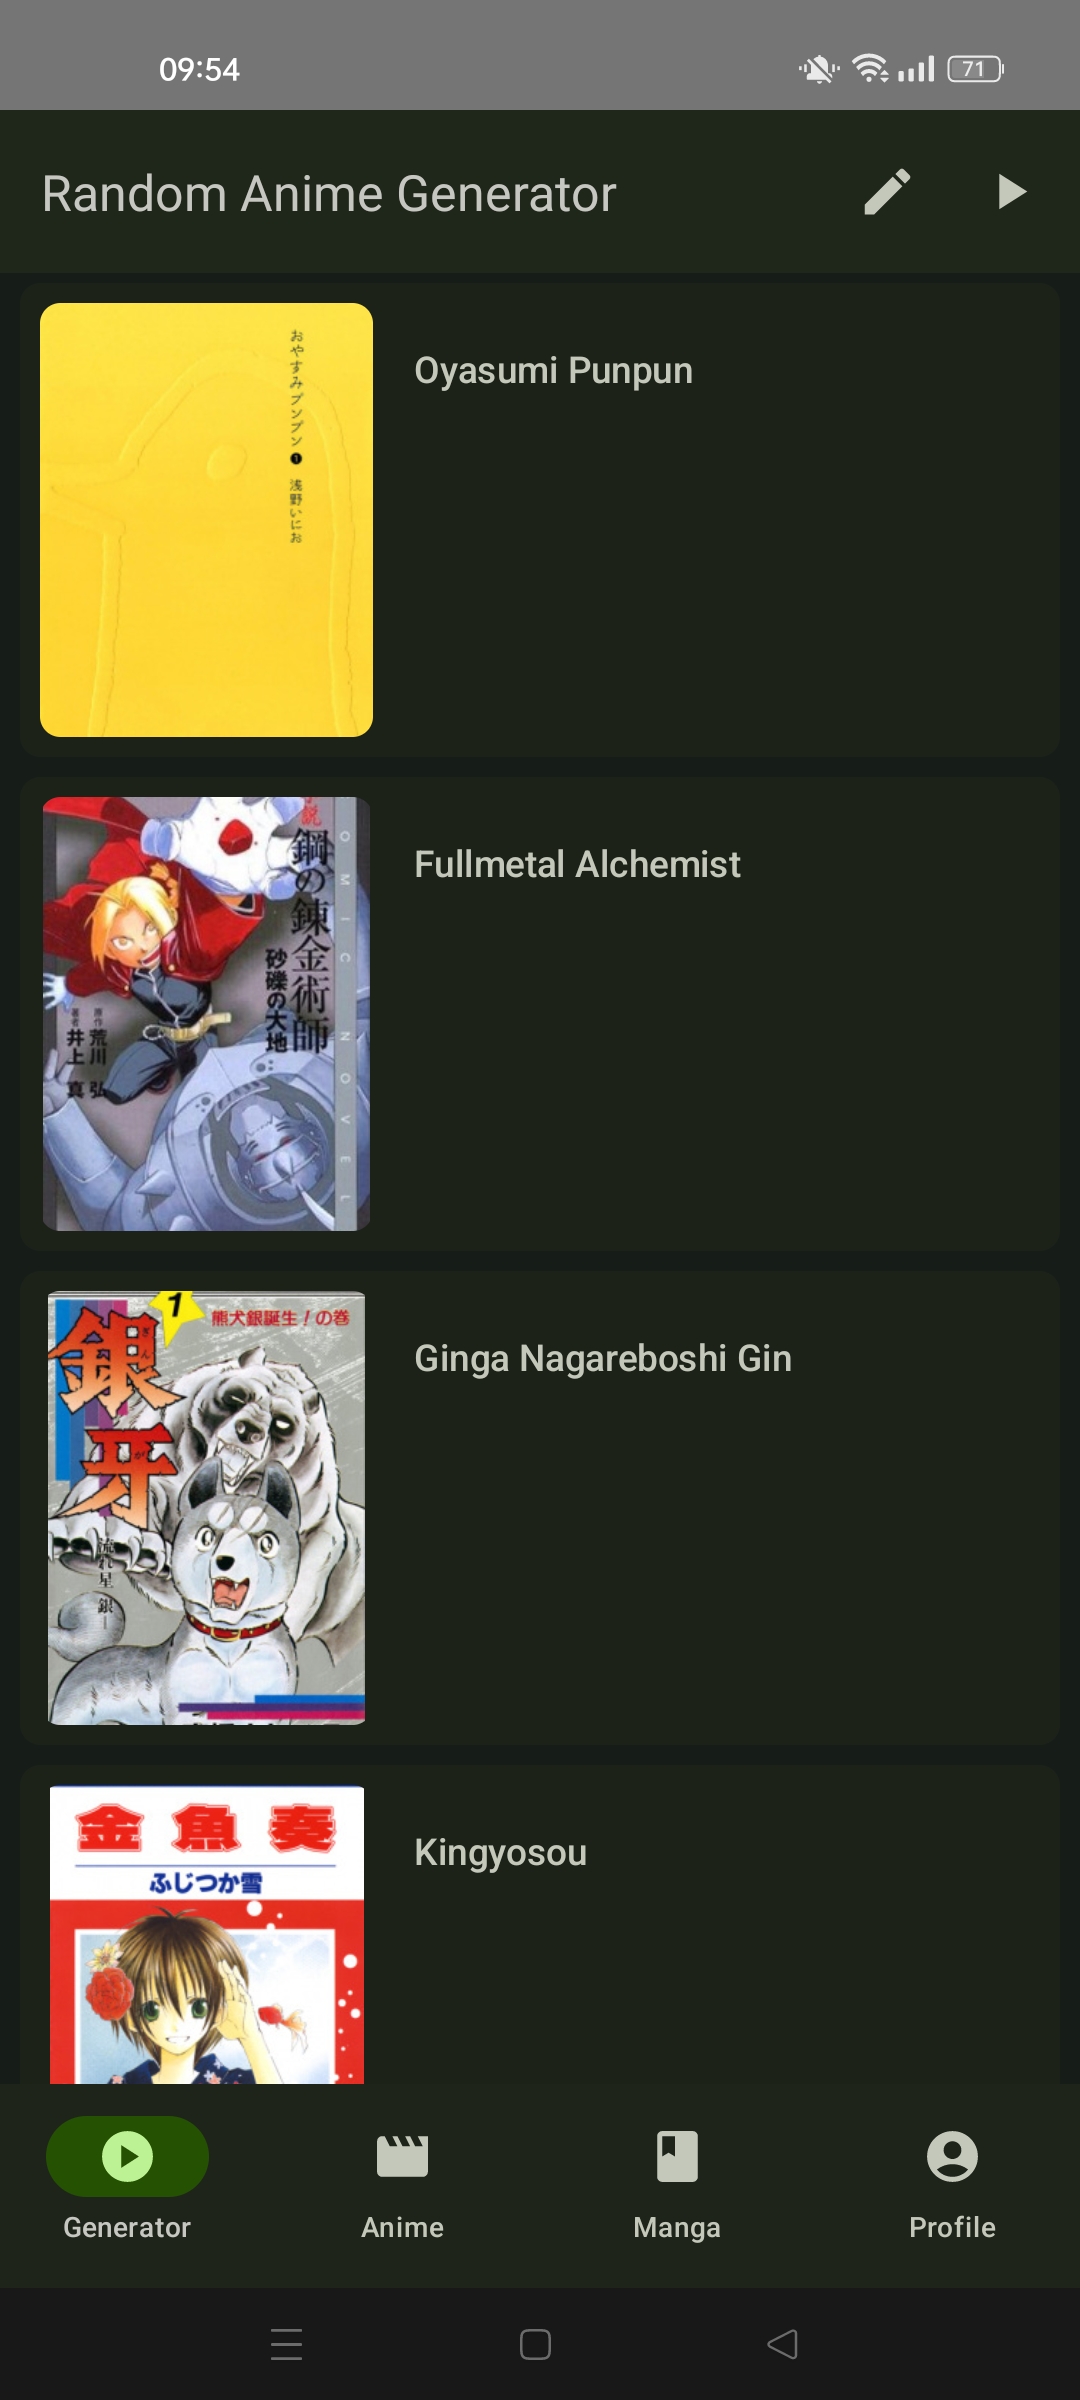 09:54
71
Random Anime Generator
おやすみプンプン 1 浅野いにお
Oyasumi Punpun
鋼の錬金術師
砂礫の大地
原作 荒川 弘
著者 井上 真
COMIC NOVEL
Fullmetal Alchemist
1
熊犬銀誕生!の巻
銀牙
ぎん
が
流れ星 銀
Ginga Nagareboshi Gin
金魚奏
ふじつか雪
Kingyosou
Generator
Anime
Manga
Profile